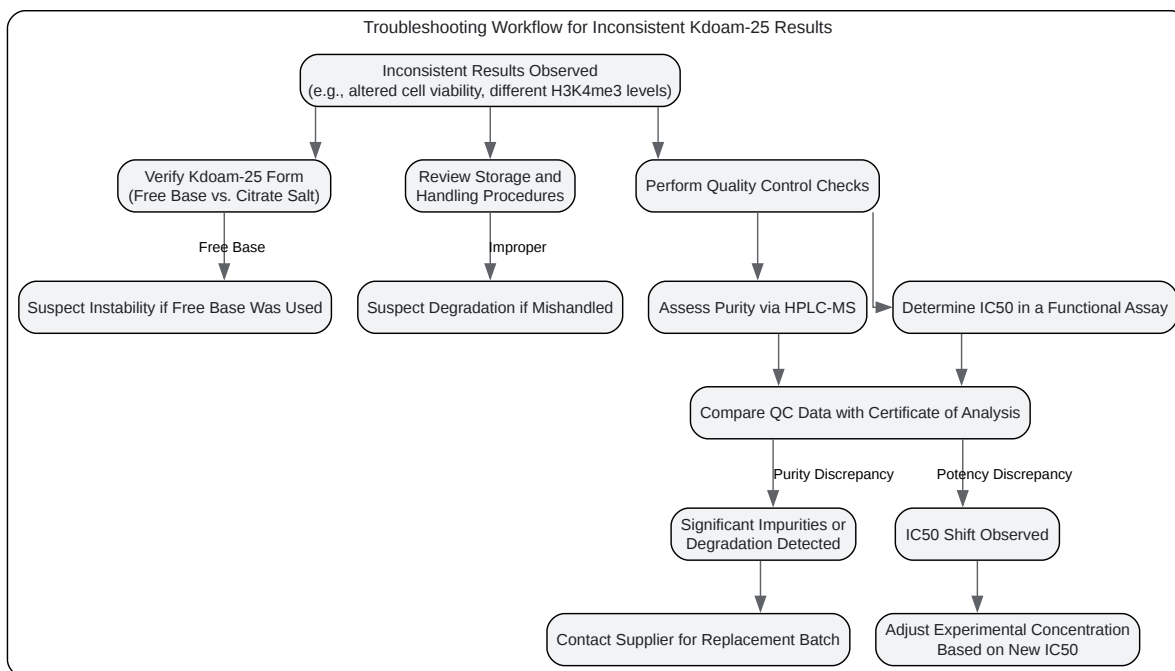 Troubleshooting Workflow for Inconsistent Kdoam-25 Results
Inconsistent Results Observed
(e.g., altered cell viability, different H3K4me3 levels)
Verify Kdoam-25 Form
(Free Base vs. Citrate Salt)
Review Storage and
Handling Procedures
Perform Quality Control Checks
Free Base
Improper
Suspect Instability if Free Base Was Used
Suspect Degradation if Mishandled
Assess Purity via HPLC-MS
Determine IC50 in a Functional Assay
Compare QC Data with Certificate of Analysis
Purity Discrepancy
Potency Discrepancy
Significant Impurities or
Degradation Detected
IC50 Shift Observed
Contact Supplier for Replacement Batch
Adjust Experimental Concentration
Based on New IC50